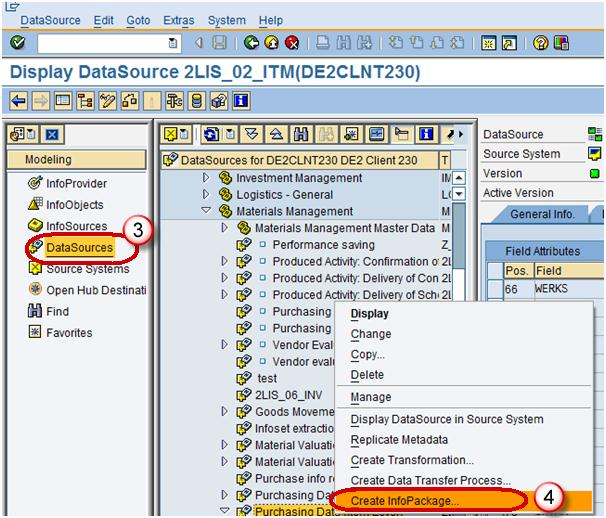 DataSource Edit Goto Extras System Help
Display DataSource 2LIS_02_ITM(DE2CLNT230)
Modeling
InfoProvider
InfoObjects
InfoSources
3
DataSources
Source Systems
Open Hub Destinati
Find
Favorites
DataSources for DE2CLNT230 DE2 Client 230 T
Investment Management IM
Logistics - General
Materials Management M
Materials Management Master Data M
Performance saving Z_
Produced Activity: Confirmation o 2L
Produced Activity: Delivery of Con 2L
Produced Activity: Delivery of Sch 2L
Purchasing
Purchasing
Vendor Eval
Vendor eval
test
2LIS_06_INV
Goods Moveme
Infoset extractio
Material Valuati
Material Valuati
Purchase info r
Purchasing Da
Purchasing Data
Display
Change
Copy...
Delete
Manage
Display DataSource in Source System
Replicate Metadata
Create Transformation...
Create Data Transfer Process...
Create InfoPackage...
4
DataSource
Source System
Version
Active Version
General Info.
Field Attributes
Pos. Field
66 WERKS